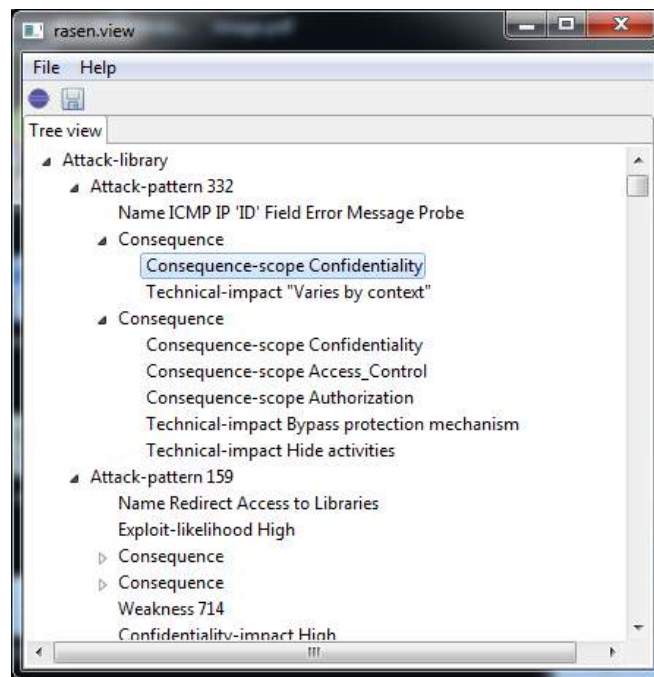 rasen.view
File Help
Tree view
Attack-library
Attack-pattern 332
Name ICMP IP 'ID' Field Error Message Probe
Consequence
Consequence-scope Confidentiality
Technical-impact "Varies by context"
Consequence
Consequence-scope Confidentiality
Consequence-scope Access_Control
Consequence-scope Authorization
Technical-impact Bypass protection mechanism
Technical-impact Hide activities
Attack-pattern 159
Name Redirect Access to Libraries
Exploit-likelihood High
Consequence
Consequence
Weakness 714
Confidentiality-impact High